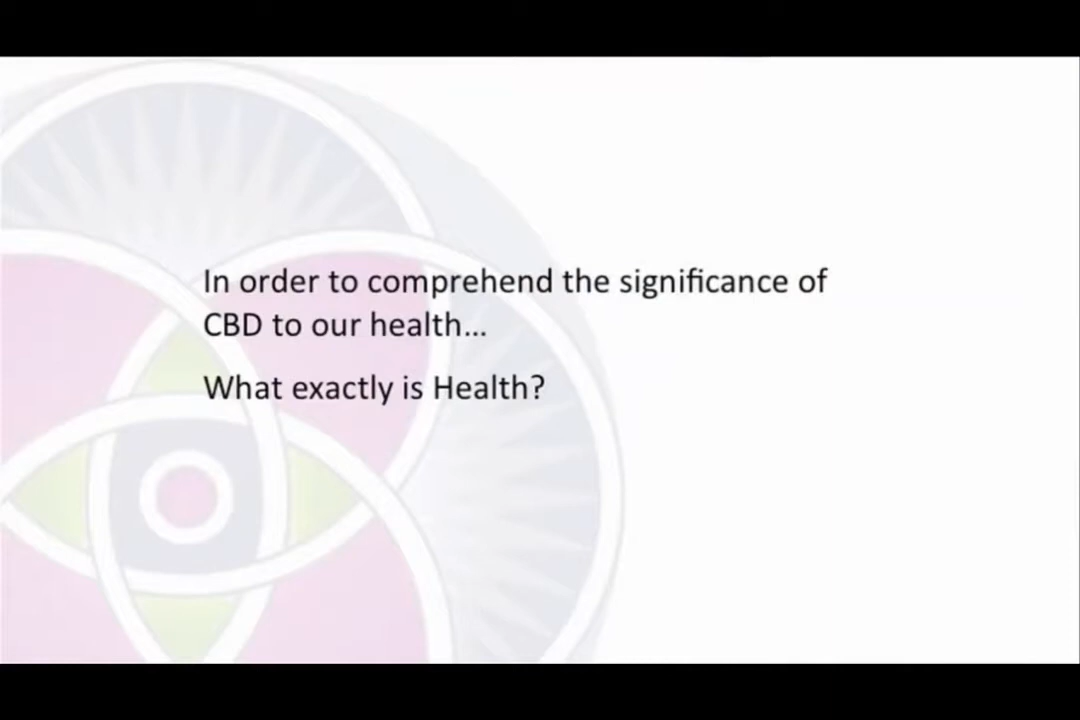 In order to comprehend the significance of
CBD to our health...
What exactly is Health?